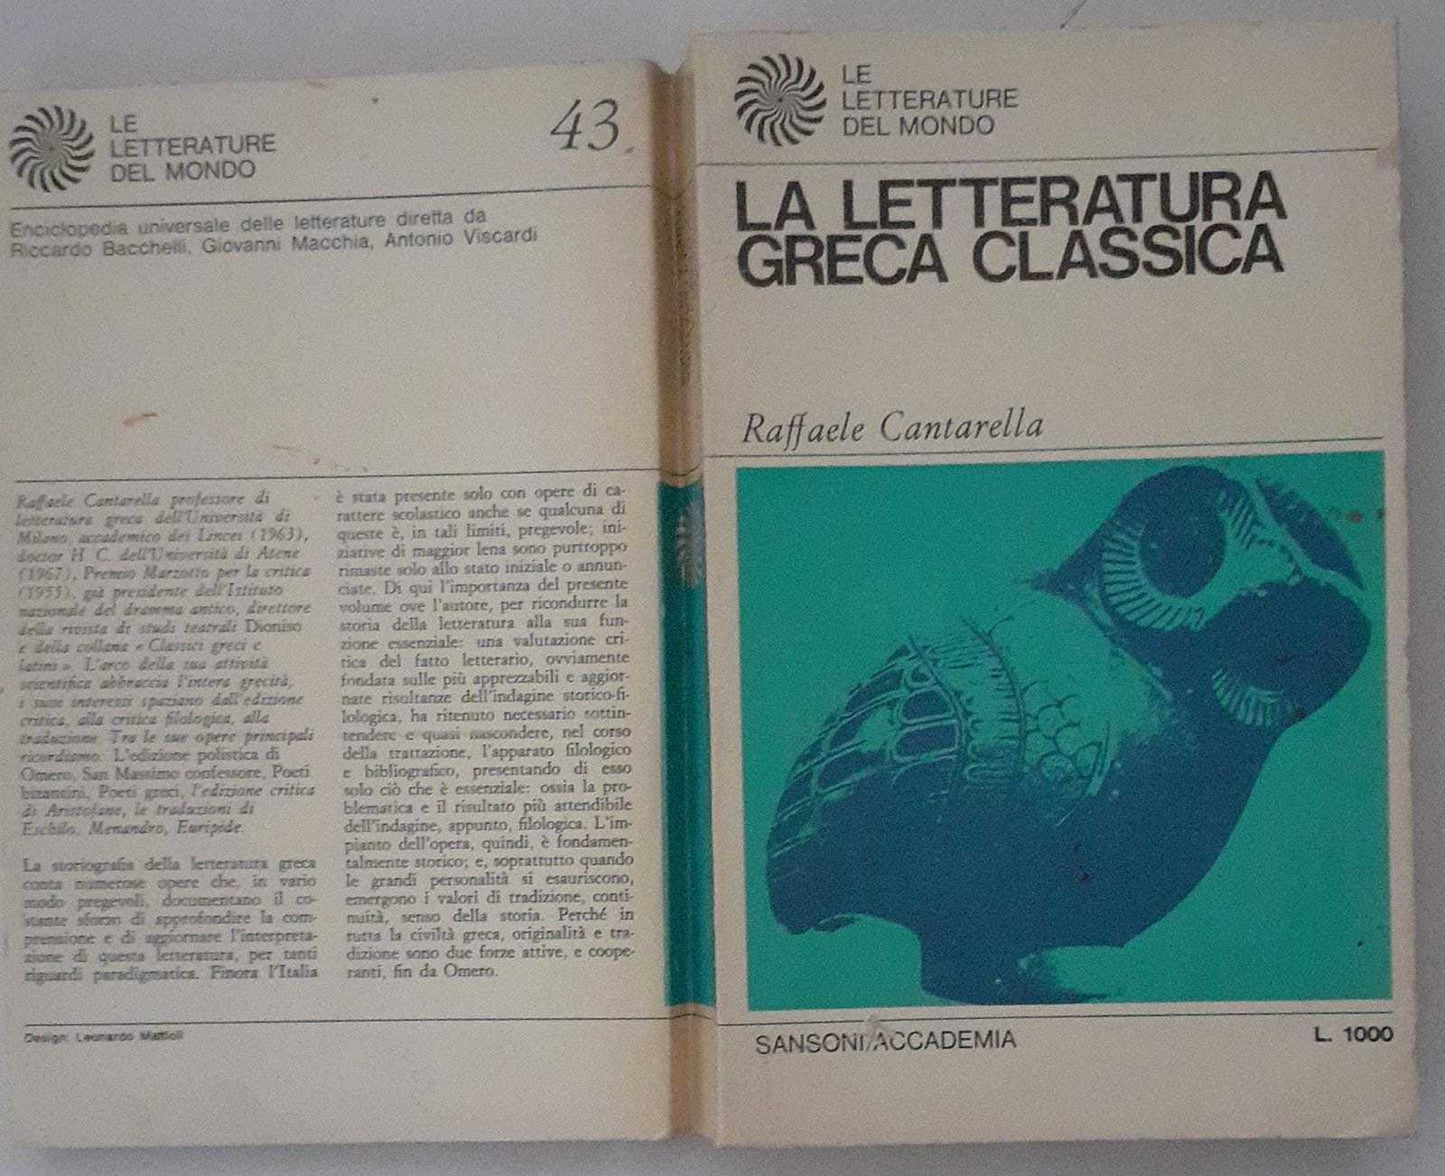 LE
LETTERATURE
DEL MONDO
43
Enciclopedia universale delle letterature diretta da
Riccardo Bacchelli, Giovanni Macchia, Antonio Viscardi
Raffaele Cantarella professore di
letteratura greca dell'Università di
Milano, accademico dei Lincei (1963),
doctor H. C. dell'Università di Atene
(1967), Premio Marzotto per la critica
(1955), già presidente dell'Istituto
nazionale del dramma antico, direttore
della rivista di studi teatrali Dioniso
e della collana « Classici greci e
latini ». L'arco della sua attività
scientifica abbraccia l'intera grecità,
i suoi interessi spaziano dall'edizione
critica, alla critica filologica, alla
traduzione. Tra le sue opere principali
ricordiamo: L'edizione polistica di
Omero, San Massimo confessore, Poeti
bizantini, Poeti greci, l'edizione critica
di Aristofane, le traduzioni di
Eschilo, Menandro, Euripide.
La storiografia della letteratura greca
conta numerose opere che, in vario
modo pregevoli, documentano il co-
stante sforzo di approfondire la com-
prensione e di aggiornare l'interpreta-
zione di questa letteratura, per tanti
riguardi paradigmatica. Finora l'Italia
è stata presente solo con opere di ca-
rattere scolastico anche se qualcuna di
queste è, in tali limiti, pregevole; ini-
ziative di maggior lena sono purtroppo
rimaste solo allo stato iniziale o annun-
ciate. Di qui l'importanza del presente
volume ove l'autore, per ricondurre la
storia della letteratura alla sua fun-
zione essenziale: una valutazione cri-
tica del fatto letterario, ovviamente
fondata sulle più apprezzabili e aggior-
nate risultanze dell'indagine storico-fi-
lologica, ha ritenuto necessario sottin-
tendere e quasi nascondere, nel corso
della trattazione, l'apparato filologico
e bibliografico, presentando di esso
solo ciò che è essenziale: ossia la pro-
blematica e il risultato più attendibile
dell'indagine, appunto, filologica. L'im-
pianto dell'opera, quindi, è fondamen-
talmente storico; e, soprattutto quando
le grandi personalità si esauriscono,
emergono i valori di tradizione, conti-
nuità, senso della storia. Perché in
tutta la civiltà greca, originalità e tra-
dizione sono due forze attive, e coope-
ranti, fin da Omero.
Design: Leonardo Mattioli
LE
LETTERATURE
DEL MONDO
LA LETTERATURA
GRECA CLASSICA
Raffaele Cantarella
SANSONI/ACCADEMIA
L. 1000